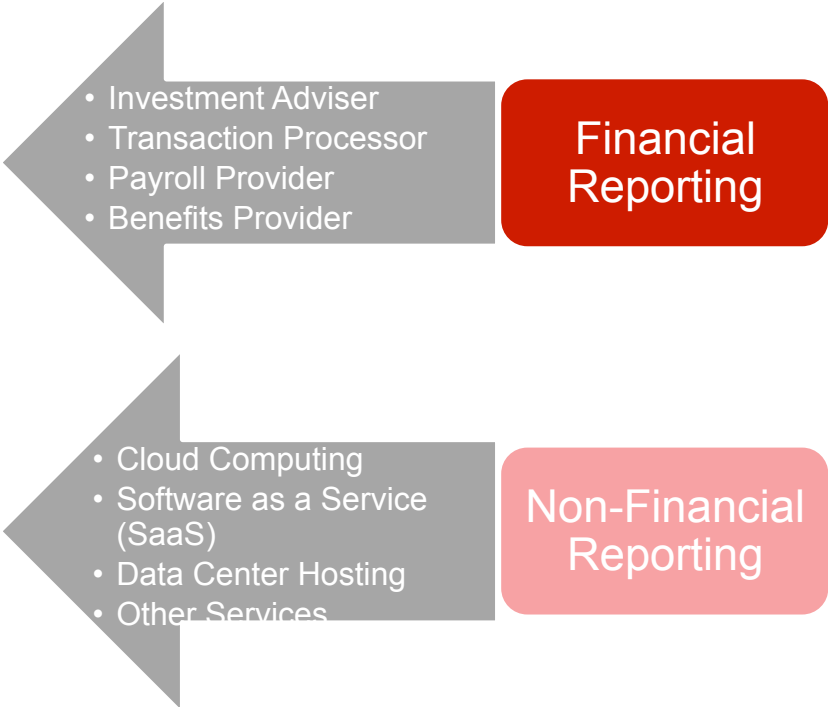 • Investment Adviser
• Transaction Processor
• Payroll Provider
• Benefits Provider
Financial
Reporting
• Cloud Computing
• Software as a Service
(SaaS)
• Data Center Hosting
• Other Services
Non-Financial
Reporting